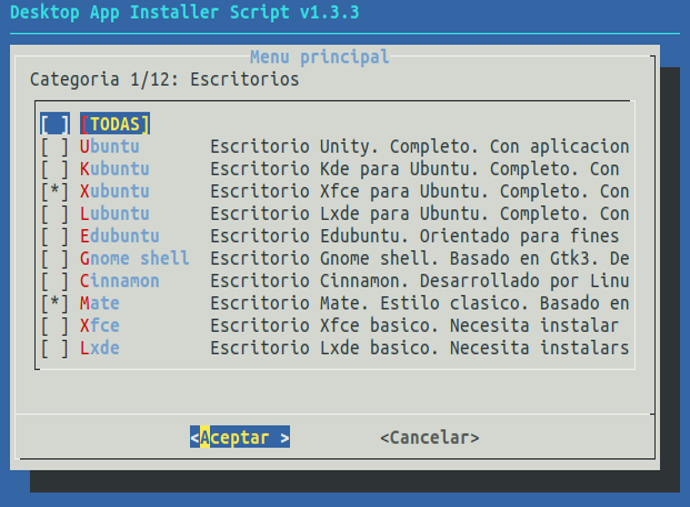 Desktop App Installer Script v1.3.3
Menu principal
Categoria 1/12: Escritorios
[ ] [TODAS]
[ ] Ubuntu Escritorio Unity. Completo. Con aplicacion
[ ] Kubuntu Escritorio Kde para Ubuntu. Completo. Con
[*] Xubuntu Escritorio Xfce para Ubuntu. Completo. Con
[ ] Lubuntu Escritorio Lxde para Ubuntu. Completo. Con
[ ] Edubuntu Escritorio Edubuntu. Orientado para fines
[ ] Gnome shell Escritorio Gnome shell. Basado en Gtk3. De
[ ] Cinnamon Escritorio Cinnamon. Desarrollado por Linu
[*] Mate Escritorio Mate. Estilo clasico. Basado en
[ ] Xfce Escritorio Xfce basico. Necesita instalar
[ ] Lxde Escritorio Lxde basico. Necesita instalars
<Aceptar > <Cancelar>